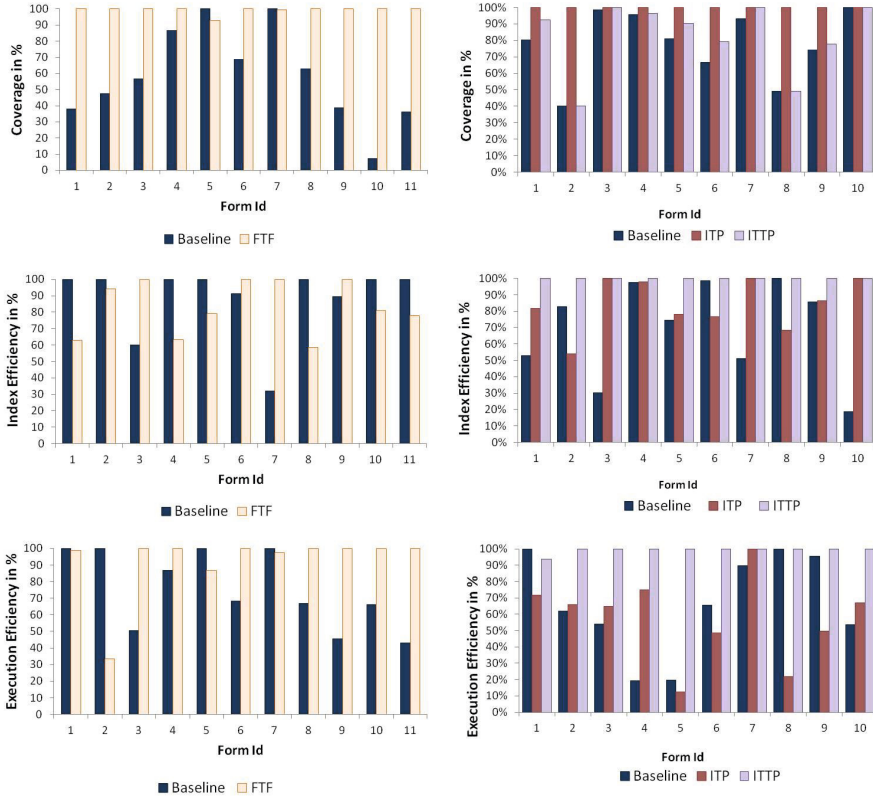 Coverage in %
100
90
80
70
60
50
40
30
20
10
0
1 2 3 4 5 6 7 8 9 10 11
Form Id
Baseline FTF
Coverage in %
100%
90%
80%
70%
60%
50%
40%
30%
20%
10%
0%
1 2 3 4 5 6 7 8 9 10
Form Id
Baseline ITP ITTP
Index Efficiency in %
100
90
80
70
60
50
40
30
20
10
0
1 2 3 4 5 6 7 8 9 10 11
Form Id
Baseline FTF
Index Efficiency in %
100%
90%
80%
70%
60%
50%
40%
30%
20%
10%
0%
1 2 3 4 5 6 7 8 9 10
Form Id
Baseline ITP ITTP
Execution Eficiency in %
100
90
80
70
60
50
40
30
20
10
0
1 2 3 4 5 6 7 8 9 10 11
Form Id
Baseline FTF
Execution Efficiency in %
100%
90%
80%
70%
60%
50%
40%
30%
20%
10%
0%
1 2 3 4 5 6 7 8 9 10
Form Id
Baseline ITP ITTP